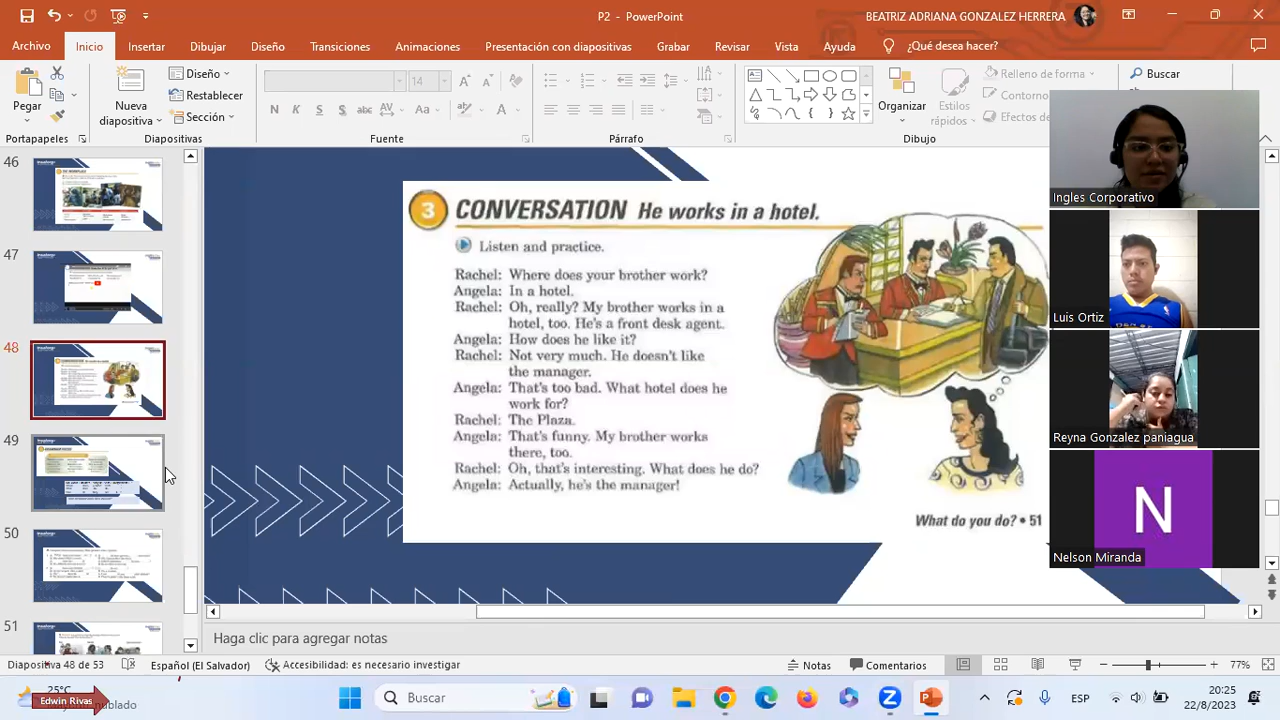 P2 - PowerPoint
BEATRIZ ADRIANA GONZALEZ HERRERA
Archivo
Inicio
Insertar
Dibujar
Diseño
Transiciones
Animaciones
Presentación con diapositivas
Grabar
Revisar
Vista
Ayuda
¿Qué desea hacer?
Pegar
Nueva
diapositiva
Diseño
Restablecer
Sección
14
N
K
S
S
abc
AV
Aa
A
Organizar
Estilos
rápidos
Relleno de forma
Contorno
Efectos de
Buscar
Portapapeles
Diapositivas
Fuente
Párrafo
Dibujo
46
47
48
49
50
51
3 CONVERSATION He works in a hotel.
Listen and practice.
Rachel: Where does your brother work?
Angela: In a hotel.
Rachel: Oh, really? My brother works in a
hotel, too. He's a front desk agent.
Angela: How does he like it?
Rachel: Not very much. He doesn't like
the manager.
Angela: That's too bad. What hotel does he
work for?
Rachel: The Plaza.
Angela: That's funny. My brother works
there, too.
Rachel: Oh, that's interesting. What does he do?
Angela: Actually, he's the manager!
What do you do? • 51
Ingles Corporativo
Luis Ortiz
Reyna Gonzalez paniagua
N
Nelson Miranda
Haga clic para agregar notas
Diapositiva 48 de 53
Español (El Salvador)
Accesibilidad: es necesario investigar
Notas
Comentarios
77%
25°C
Edwin Rivas
Buscar
ESP
20:25
22/8/2023